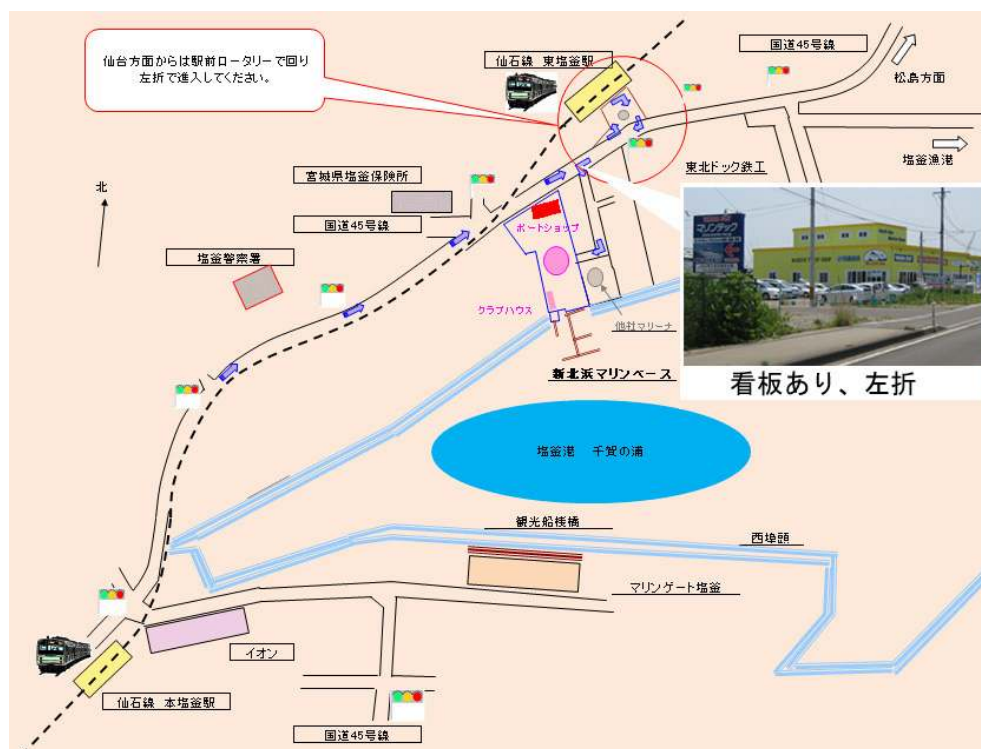 仙台方面からは駅前ロータリーで回り
左折で進入してください。
仙石線 東塩釜駅
国道45号線
松島方面
塩釜漁港
東北ドック鉄工
宮城県塩釜保険所
国道45号線
北
塩釜警察署
ボートショップ
クラブハウス
他社マリーナ
新北浜マリンベース
マリンテック
看板あり、左折
塩釜港 千賀の浦
観光船桟橋
西埠頭
マリンゲート塩釜
イオン
仙石線 本塩釜駅
国道45号線